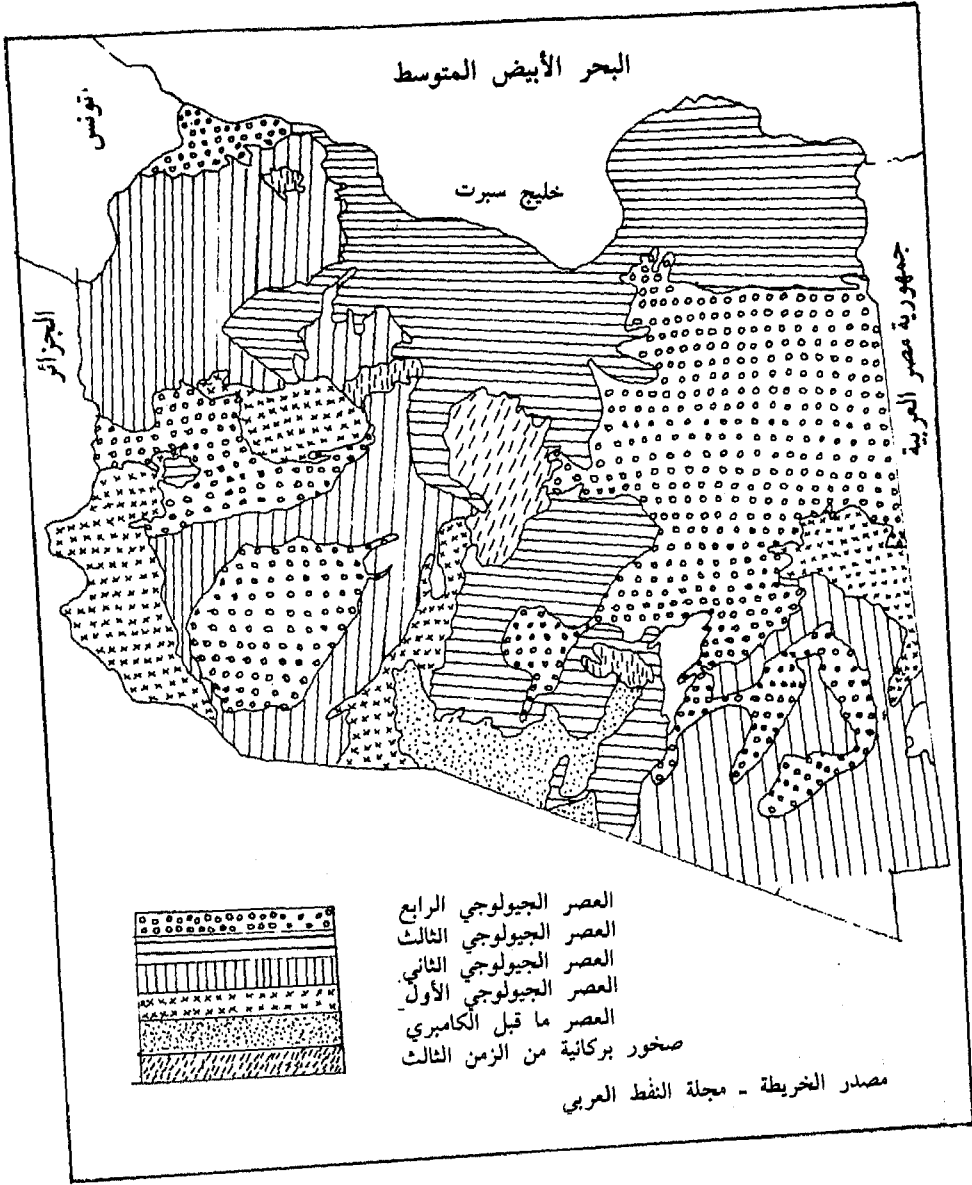 البحر الأبيض المتوسط
تونس
خليج سبرت
الجزائر
جمهورية مصر العربية
العصر الجيولوجي الرابع
العصر الجيولوجي الثالث
العصر الجيولوجي الثاني
العصر الجيولوجي الأول
العصر ما قبل الكامبري
صخور بركانية من الزمن الثالث
مصدر الخريطة - مجلة النفط العربي